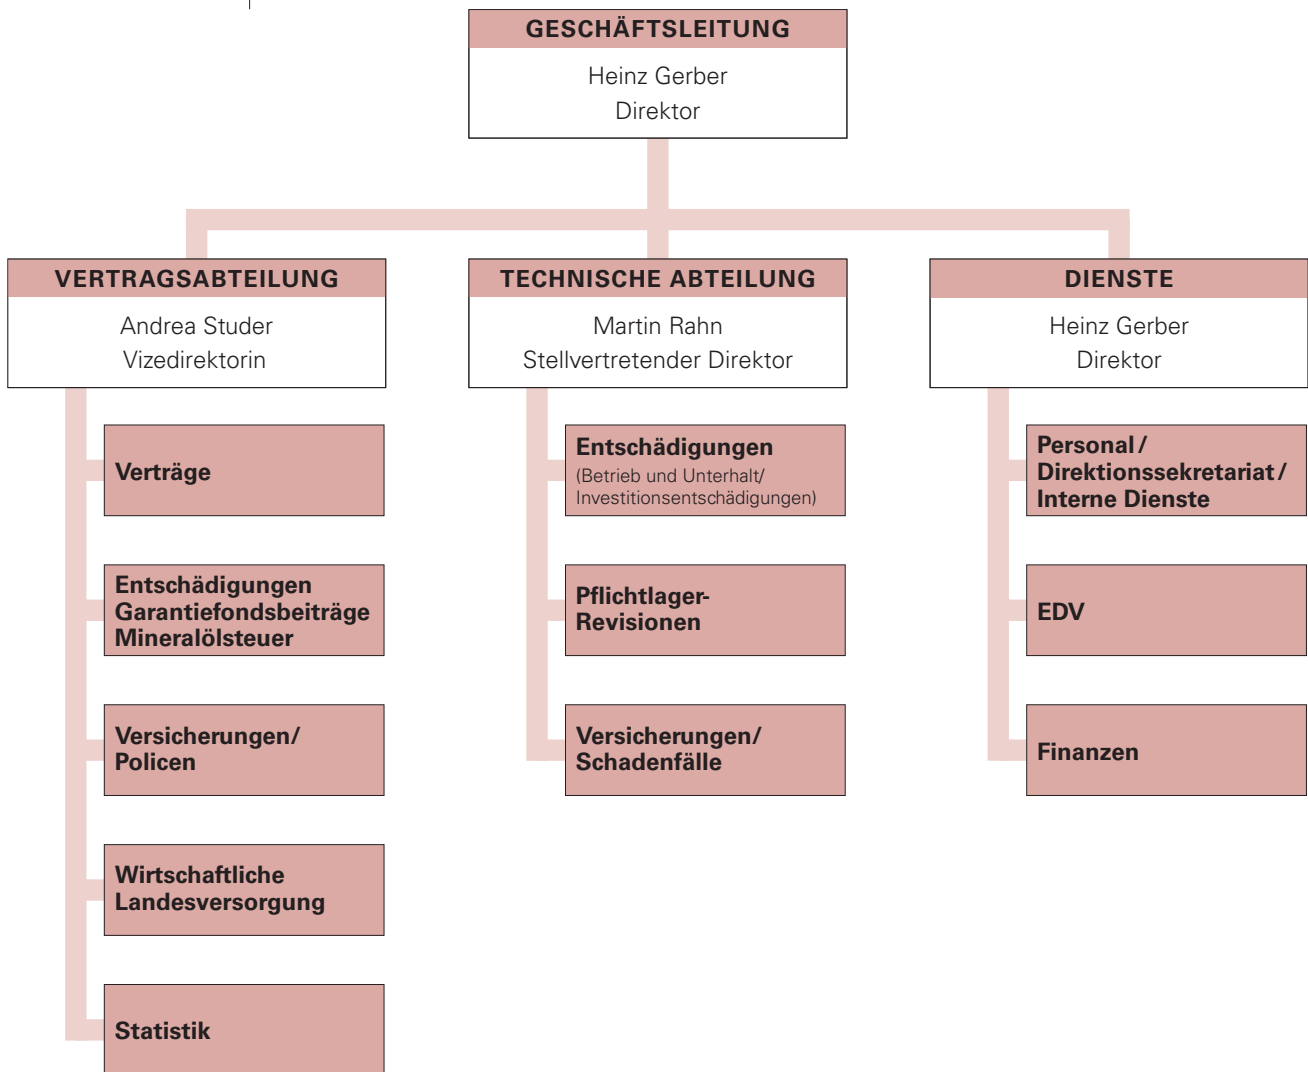 GESCHÄFTSLEITUNG
Heinz Gerber
Direktor
VERTRAGSABTEILUNG
Andrea Studer
Vizedirektorin
Verträge
Entschädigungen
Garantiefondsbeiträge
Mineralölsteuer
Versicherungen/
Policen
Wirtschaftliche
Landesversorgung
Statistik
TECHNISCHE ABTEILUNG
Martin Rahn
Stellvertretender Direktor
Entschädigungen
(Betrieb und Unterhalt/
Investitionsentschädigungen)
Pflichtlager-
Revisionen
Versicherungen/
Schadenfälle
DIENSTE
Heinz Gerber
Direktor
Personal/
Direktionssekretariat/
Interne Dienste
EDV
Finanzen